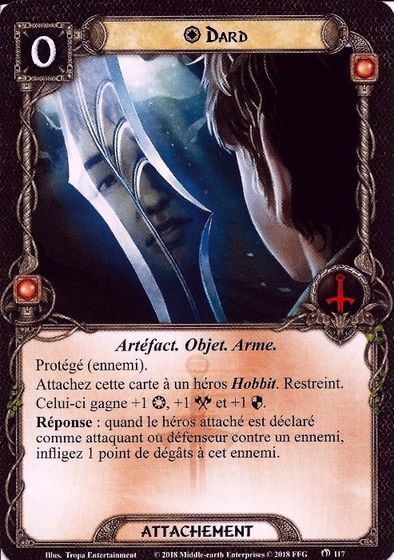 0
Dard
Artéfact. Objet. Arme.
Protégé (ennemi).
Attachez cette carte à un héros Hobbit. Restreint.
Celui-ci gagne +1 , +1 et +1 .
Réponse : quand le héros attaché est déclaré
comme attaquant ou défenseur contre un ennemi,
infligez 1 point de dégâts à cet ennemi.
ATTACHEMENT
Illus. Tropa Entertainment © 2018 Middle-earth Enterprises © 2018 FFG 117